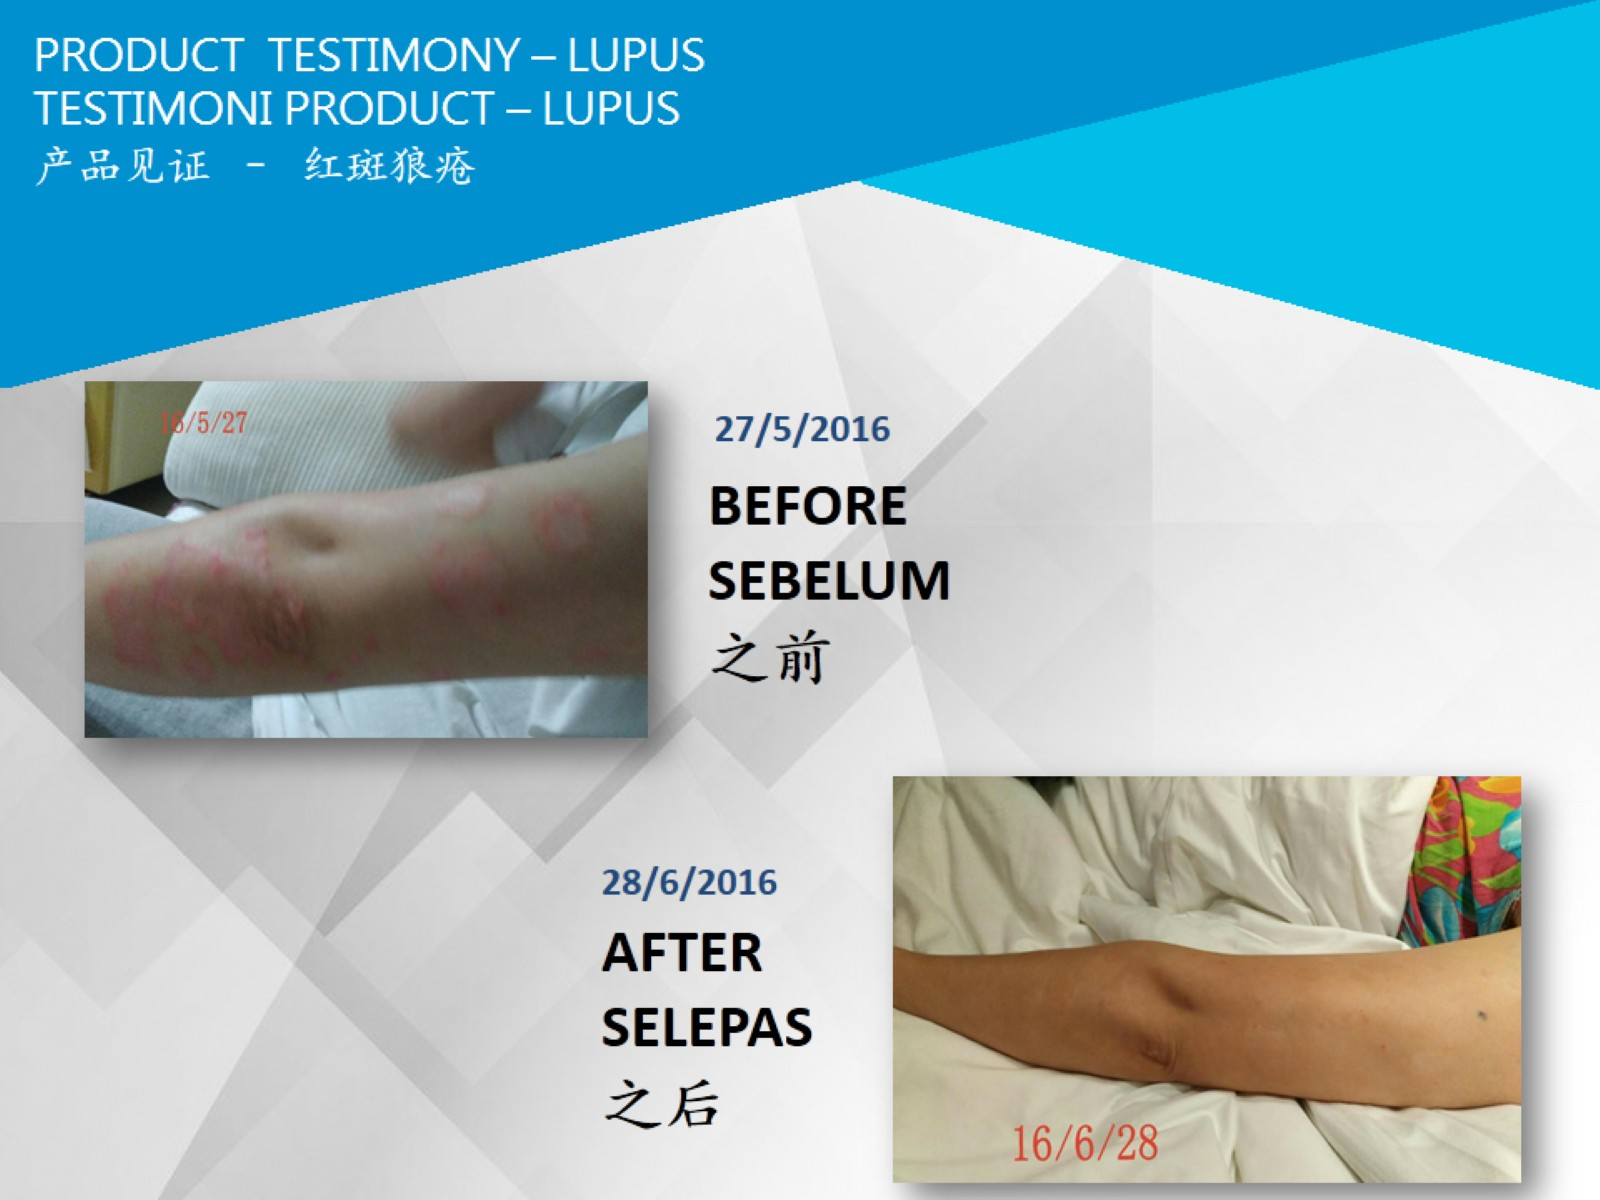 PRODUCT TESTIMONY – LUPUS
TESTIMONI PRODUCT – LUPUS
产品见证 - 红斑狼疮
16/5/27
27/5/2016
BEFORE
SEBELUM
之前
28/6/2016
AFTER
SELEPAS
之后
16/6/28